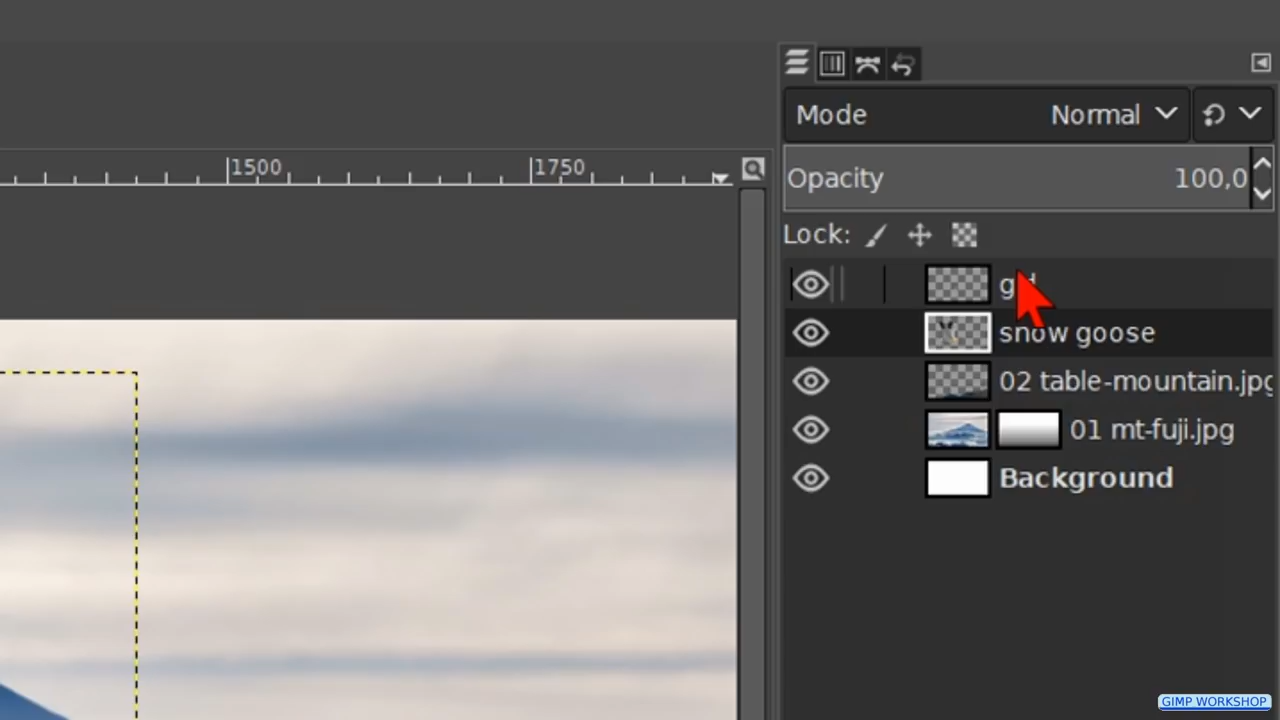 Mode Normal
1500 1750
Opacity 100,0
Lock:
snow goose
02 table-mountain.jpg
01 mt-fuji.jpg
Background
GIMP WORKSHOP